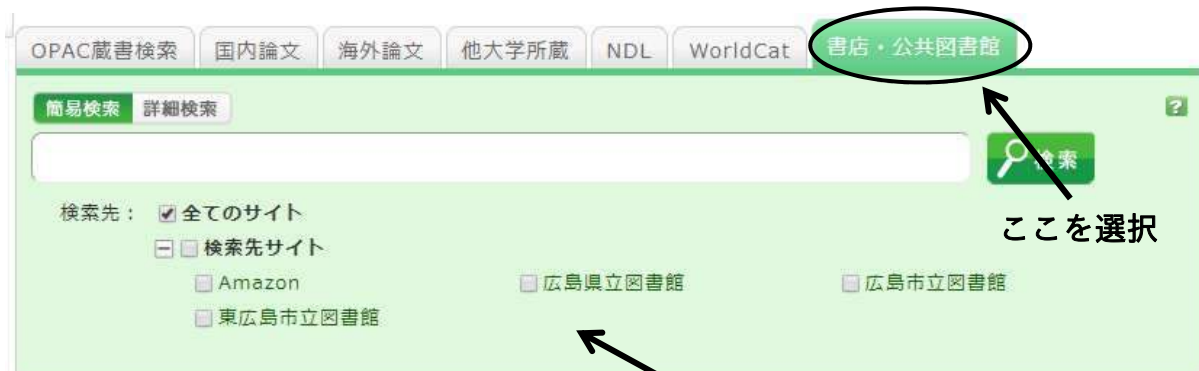 OPAC蔵書検索 国内論文 海外論文 他大学所蔵 NDL WorldCat 書店・公共図書館
簡易検索 詳細検索 ?
検索
検索先： 全てのサイト
検索先サイト
ここを選択
Amazon 広島県立図書館 広島市立図書館
東広島市立図書館